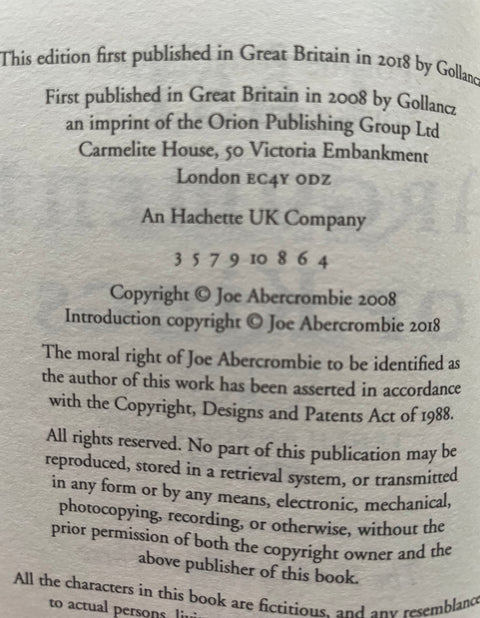 This edition first published in Great Britain in 2018 by Gollancz
First published in Great Britain in 2008 by Gollancz
an imprint of the Orion Publishing Group Ltd
Carmelite House, 50 Victoria Embankment
London EC4Y 0DZ
An Hachette UK Company
3 5 7 9 10 8 6 4
Copyright © Joe Abercrombie 2008
Introduction copyright © Joe Abercrombie 2018
The moral right of Joe Abercrombie to be identified as
the author of this work has been asserted in accordance
with the Copyright, Designs and Patents Act of 1988.
All rights reserved. No part of this publication may be
reproduced, stored in a retrieval system, or transmitted
in any form or by any means, electronic, mechanical,
photocopying, recording, or otherwise, without the
prior permission of both the copyright owner and the
above publisher of this book.
All the characters in this book are fictitious, and any resemblance
to actual persons,